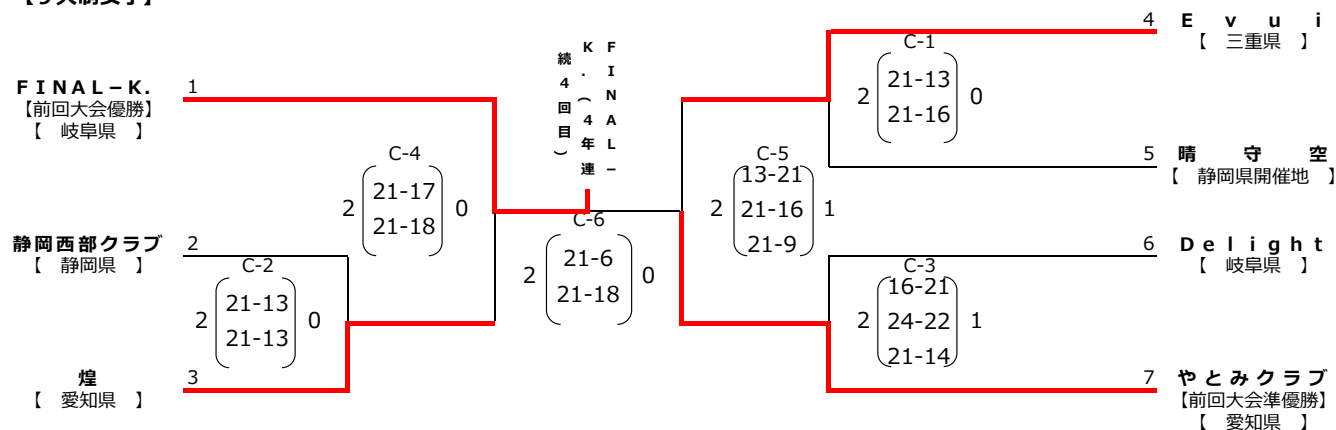 FINAL−K.
【前回大会優勝】
【 岐阜県 】
1
静岡西部クラブ
【 静岡県 】
2
煌
【 愛知県 】
3
C-4
2 21-17 0
21-18
C-2
2 21-13 0
21-13
FINAL−
K.(4年連
続4回目)
C-6
2 21-6 0
21-18
C-1
2 21-13 0
21-16
C-5
13-21
2 21-16 1
21-9
C-3
16-21
2 24-22 1
21-14
4
Evui
【 三重県 】
5
晴守空
【 静岡県開催地 】
6
Delight
【 岐阜県 】
7
やとみクラブ
【前回大会準優勝】
【 愛知県 】